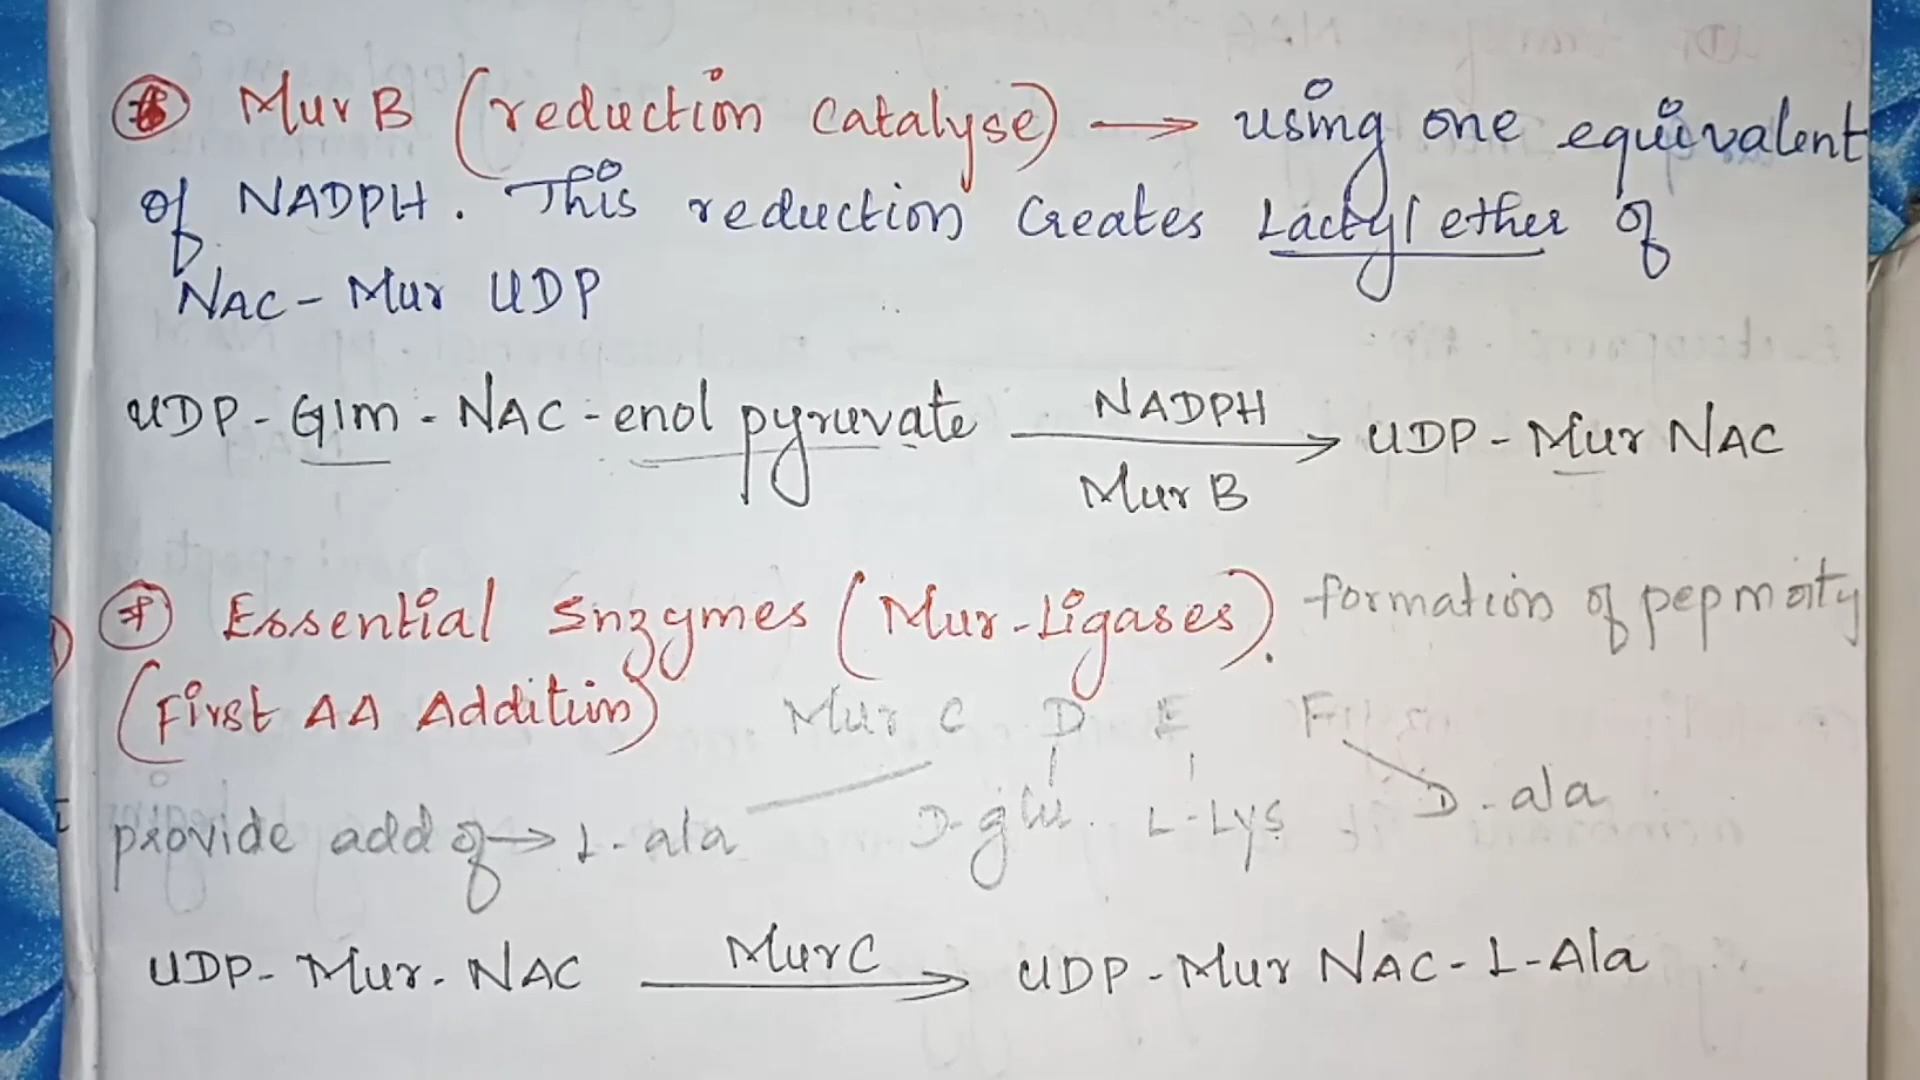 * Mur B (reduction Catalyse) → using one equivalent
of NADPH. This reduction Creates Lactyl ether of
NAC - Mur UDP
UDP - Glm - NAC - enol pyruvate NADPH → UDP - Mur NAC
Mur B
* Essential Enzymes (Mur-Ligases). formation of pep moity
(First AA Addition) Mur C D E F
provide add of → L-ala D-glu. L-Lys D-ala
UDP- Mur- NAC MurC → UDP - Mur NAC - L-Ala